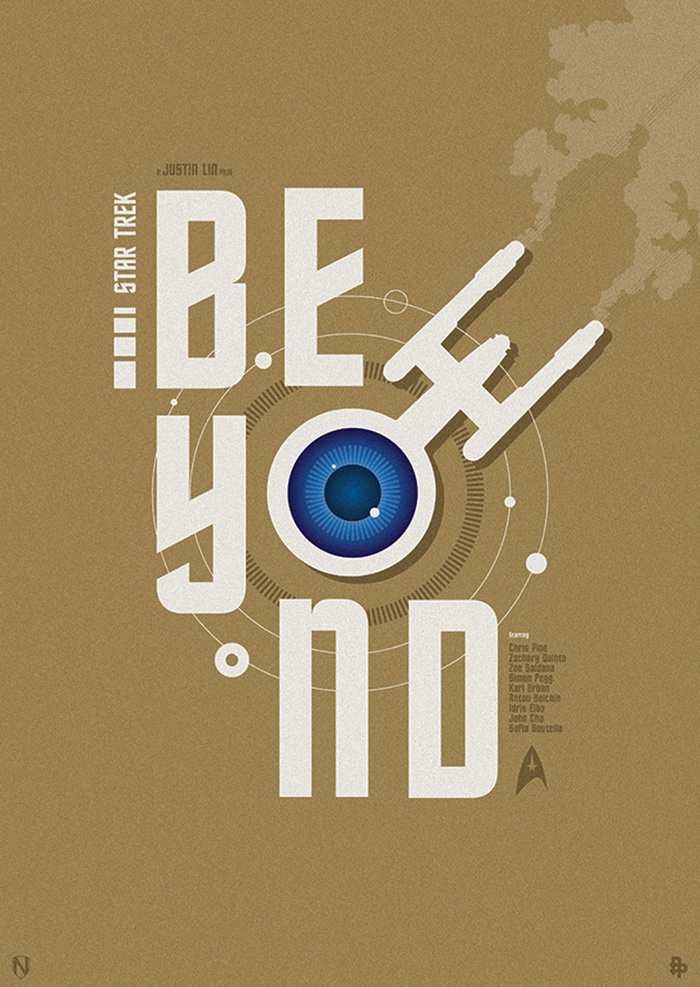 A JUSTIN LIN FILM
STAR TREK
BE
YO
ND
Starring
Chris Pine
Zachary Quinto
Zoe Saldana
Simon Pegg
Karl Urban
Anton Yelchin
Idris Elba
John Cho
Sofia Boutella
N